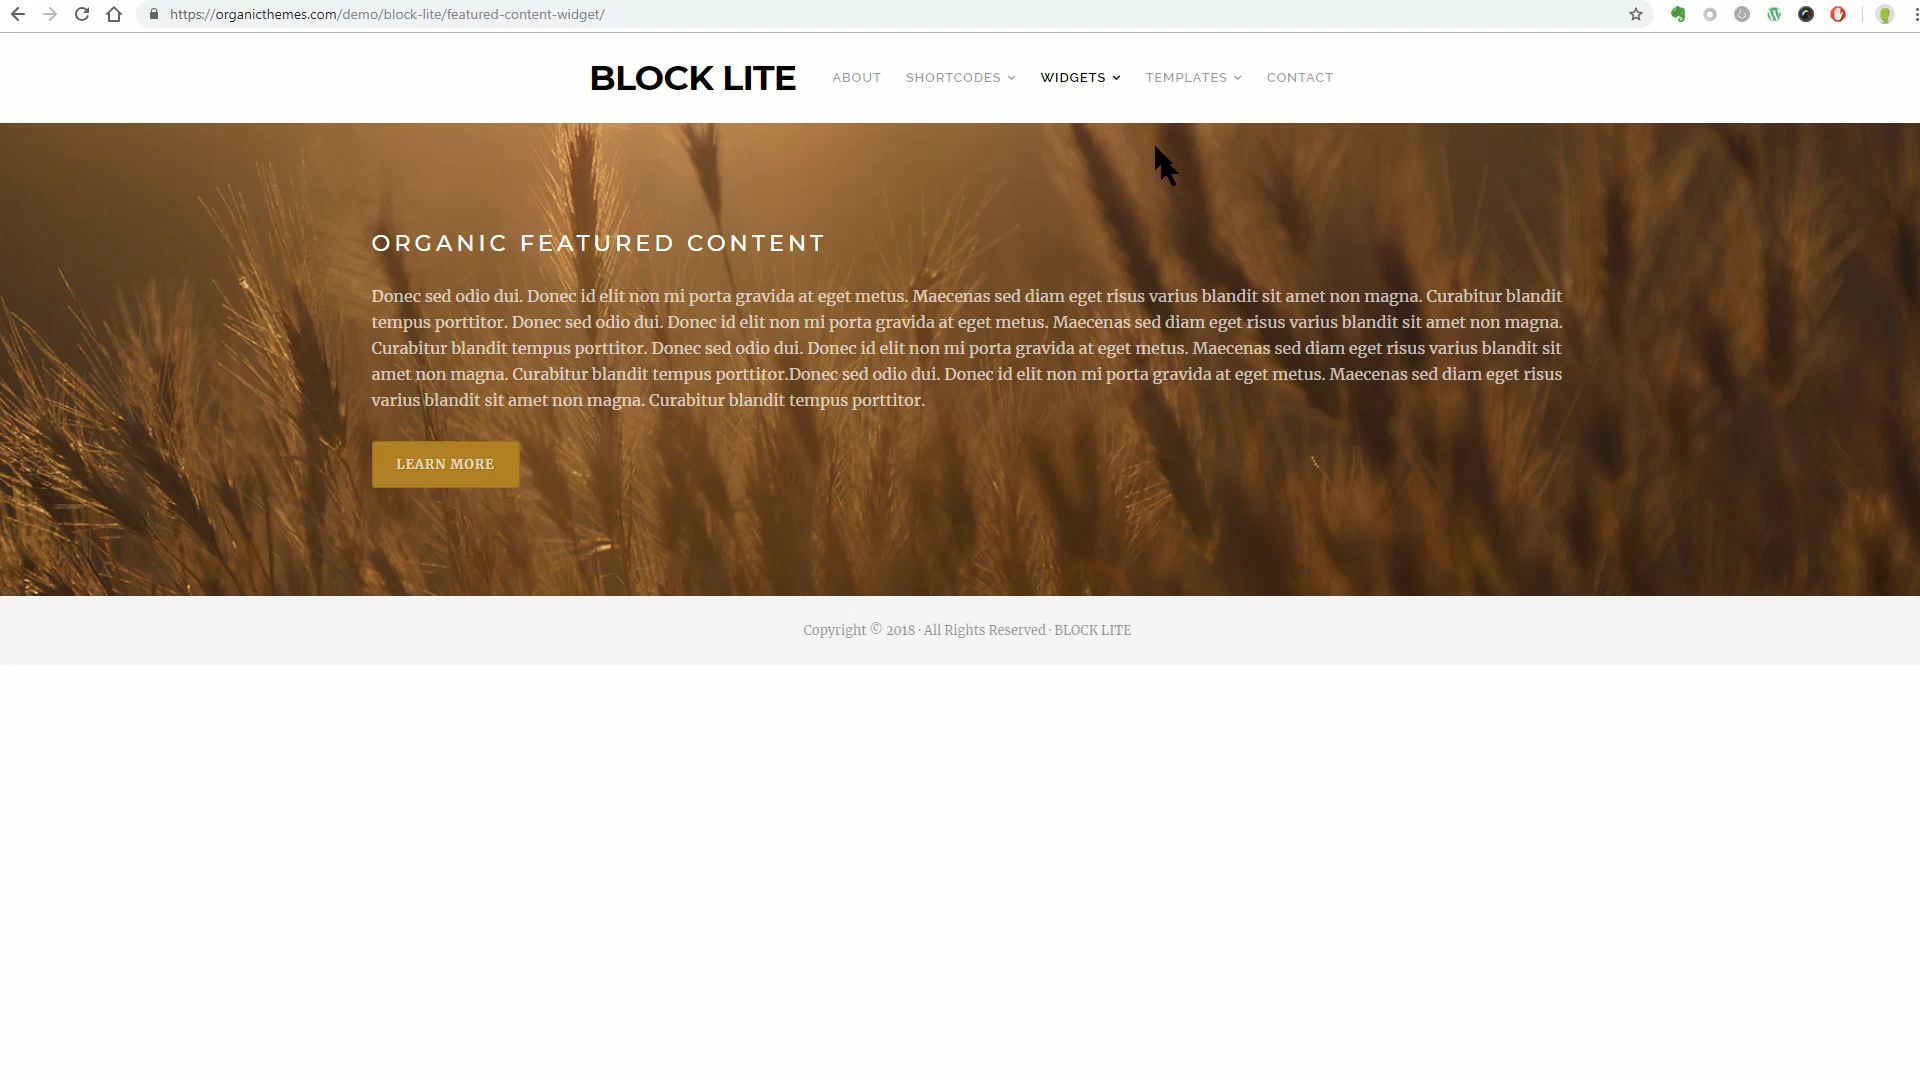 https://organicthemes.com/demo/block-lite/featured-content-widget/
BLOCK LITE ABOUT SHORTCODES WIDGETS TEMPLATES CONTACT
ORGANIC FEATURED CONTENT
Donec sed odio dui. Donec id elit non mi porta gravida at eget metus. Maecenas sed diam eget risus varius blandit sit amet non magna. Curabitur blandit
tempus porttitor. Donec sed odio dui. Donec id elit non mi porta gravida at eget metus. Maecenas sed diam eget risus varius blandit sit amet non magna.
Curabitur blandit tempus porttitor. Donec sed odio dui. Donec id elit non mi porta gravida at eget metus. Maecenas sed diam eget risus varius blandit sit
amet non magna. Curabitur blandit tempus porttitor.Donec sed odio dui. Donec id elit non mi porta gravida at eget metus. Maecenas sed diam eget risus
varius blandit sit amet non magna. Curabitur blandit tempus porttitor.
LEARN MORE
Copyright © 2018 · All Rights Reserved · BLOCK LITE